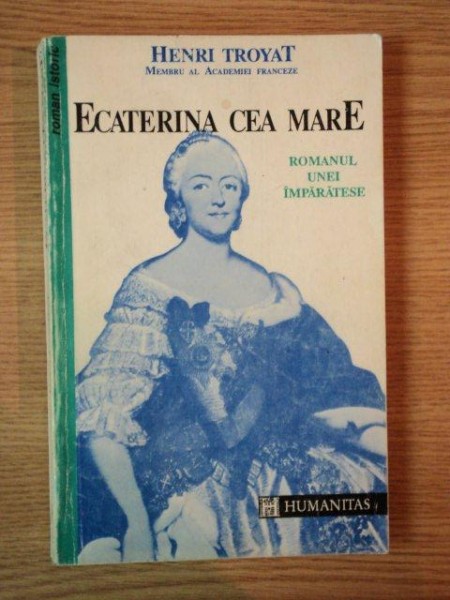 roman istoric
HENRI TROYAT
MEMBRU AL ACADEMIEI FRANCEZE
ECATERINA CEA MARE
ROMANUL
UNEI
ÎMPĂRĂTESE
H HUMANITAS